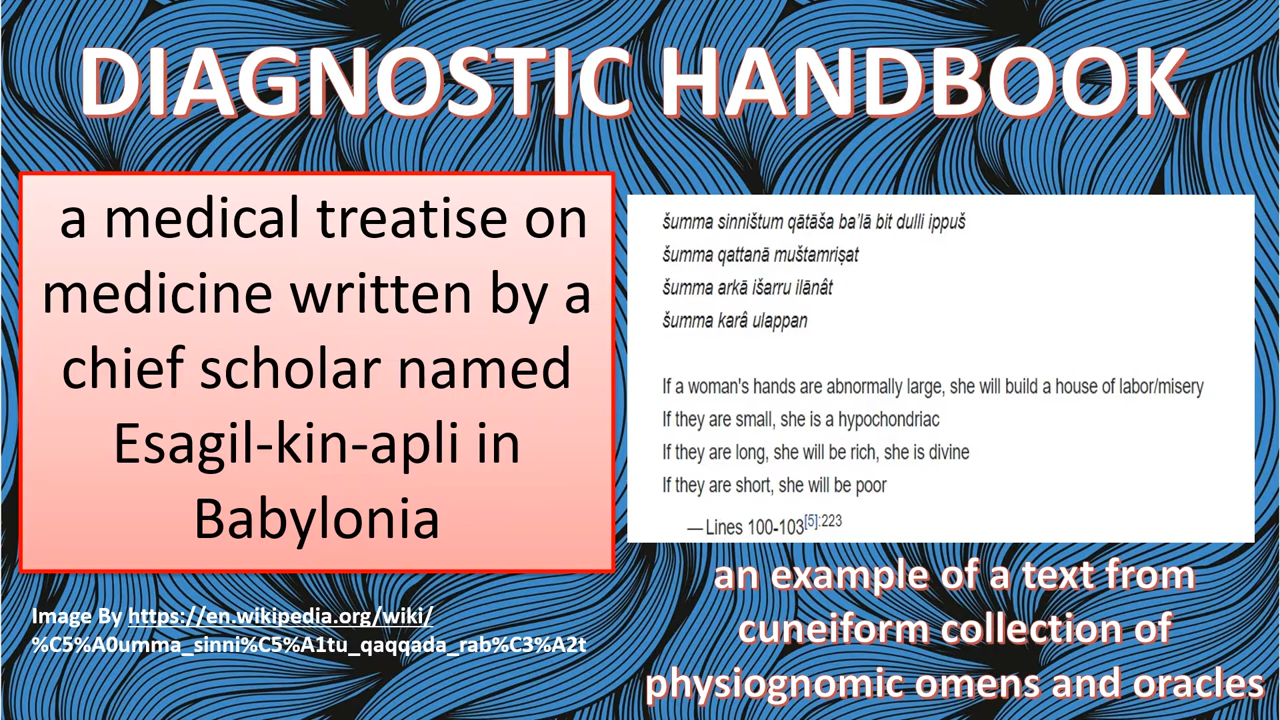 DIAGNOSTIC HANDBOOK
a medical treatise on
medicine written by a
chief scholar named
Esagil-kin-apli in
Babylonia
šumma sinništum qātāša ba'lā bit dulli ippuš
šumma qattanā muštamriṣat
šumma arkā išarru ilānât
šumma karâ ulappan
If a woman's hands are abnormally large, she will build a house of labor/misery
If they are small, she is a hypochondriac
If they are long, she will be rich, she is divine
If they are short, she will be poor
— Lines 100-103[5]:223
Image By https://en.wikipedia.org/wiki/
%C5%A0umma_sinni%C5%A1tu_qaqqada_rab%C3%A2t
an example of a text from
cuneiform collection of
physiognomic omens and oracles